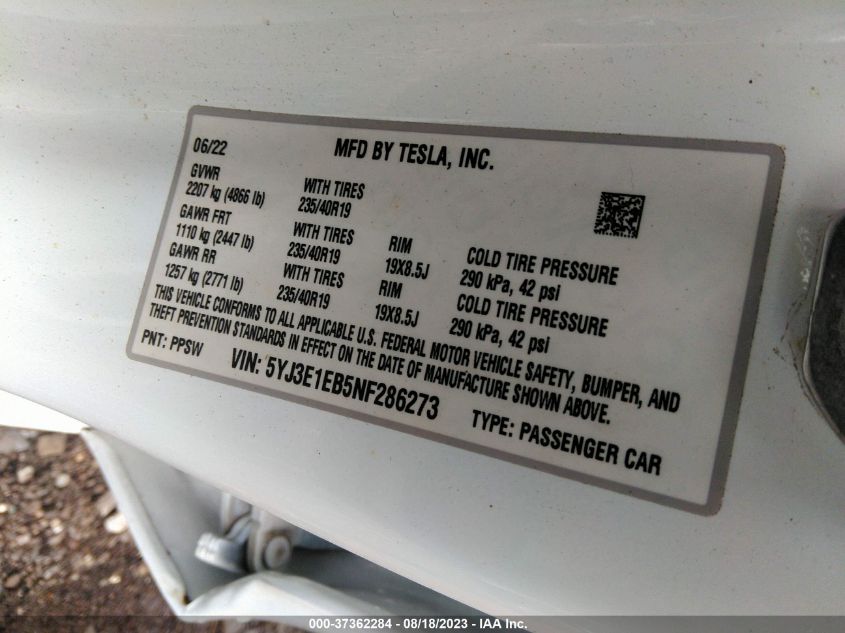 06/22 MFD BY TESLA, INC.
GVWR
2207 kg (4866 lb) WITH TIRES
235/40R19
GAWR FRT
1110 kg (2447 lb) WITH TIRES RIM COLD TIRE PRESSURE
235/40R19 19X8.5J 290 kPa, 42 psi
GAWR RR
1257 kg (2771 lb) WITH TIRES RIM COLD TIRE PRESSURE
235/40R19 19X8.5J 290 kPa, 42 psi
THIS VEHICLE CONFORMS TO ALL APPLICABLE U.S. FEDERAL MOTOR VEHICLE SAFETY, BUMPER, AND
THEFT PREVENTION STANDARDS IN EFFECT ON THE DATE OF MANUFACTURE SHOWN ABOVE.
PNT: PPSW VIN: 5YJ3E1EB5NF286273 TYPE: PASSENGER CAR
000-37362284 - 08/18/2023 - IAA Inc.